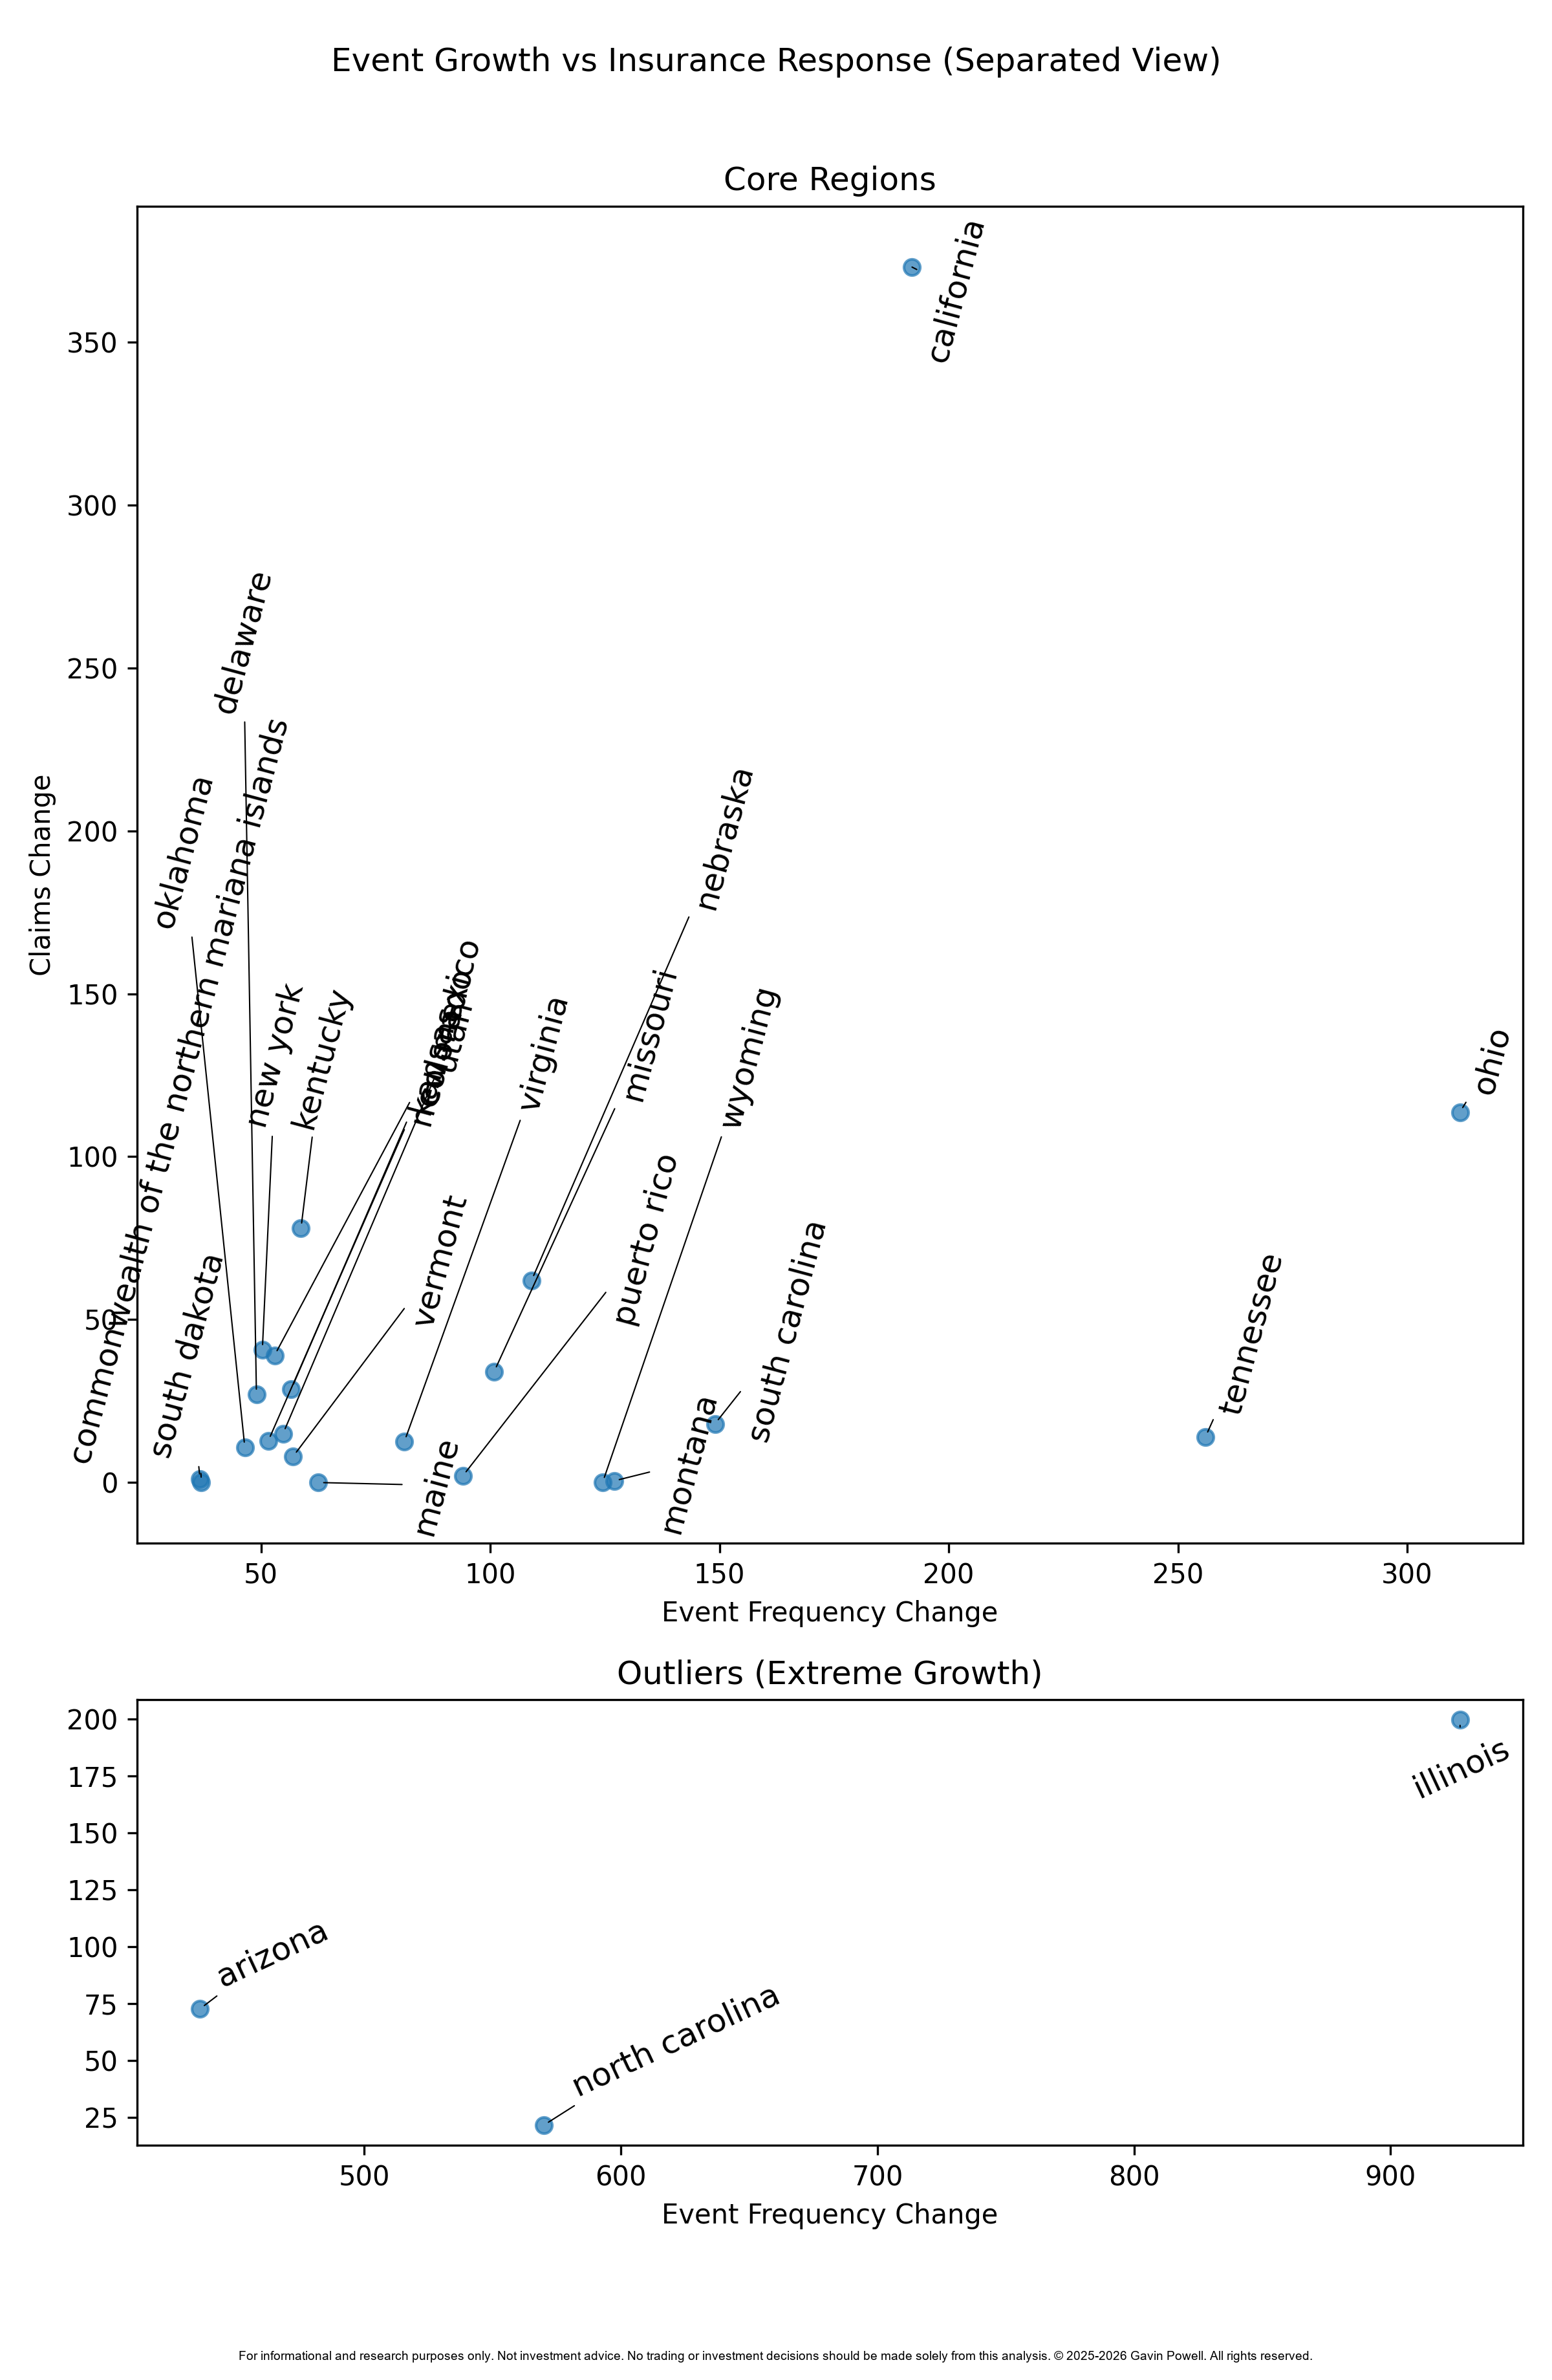 Event Growth vs Insurance Response (Separated View)
Core Regions
california
350
300
250
delaware
commonwealth of the northern mariana islands
oklahoma
200
nebraska
Claims Change
150
new york
kentucky
utah
virginia
missouri
wyoming
ohio
100
vermont
puerto rico
south carolina
tennessee
50
south dakota
maine
montana
0
50
100
150
200
250
300
Event Frequency Change
Outliers (Extreme Growth)
200
illinois
175
150
125
100
arizona
75
north carolina
50
25
500
600
700
800
900
Event Frequency Change
For informational and research purposes only. Not investment advice. No trading or investment decisions should be made solely from this analysis. © 2025-2026 Gavin Powell. All rights reserved.